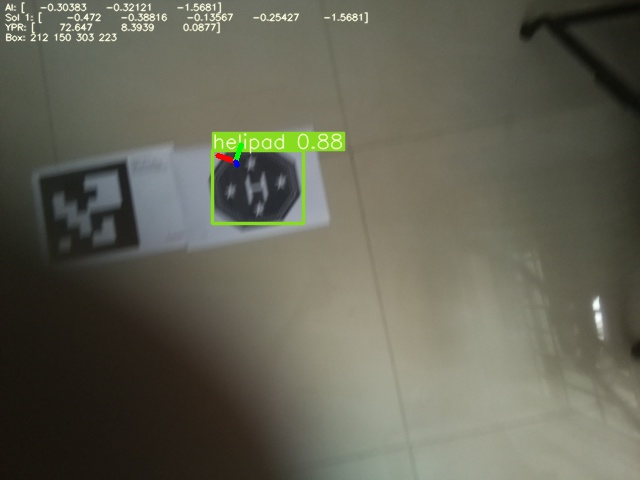 AI: [ -0.30383 -0.32121 -1.5681]
Sol 1: [ -0.472 -0.38816 -0.13567 -0.25427 -1.5681]
YPR: [ 72.647 8.3939 0.0877]
Box: 212 150 303 223
helipad 0.88
H